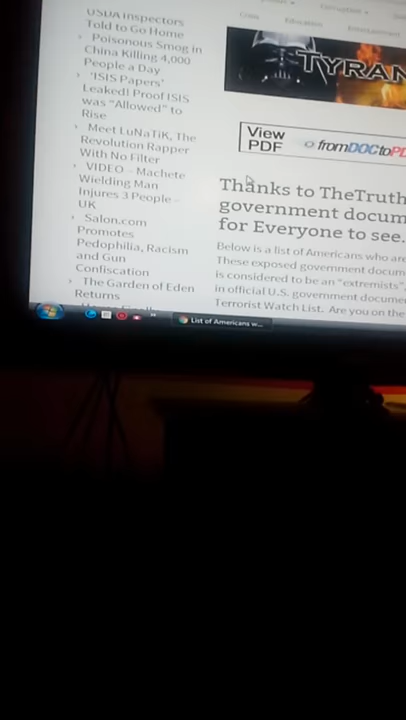 USDA Inspectors
Told to Go Home
Poisonous Smog in
China Killing 4,000
People a Day
'ISIS Papers'
Leaked! Proof ISIS
was "Allowed" to
Rise
Meet LuNaTiK, The
Revolution Rapper
With No Filter
VIDEO – Machete
Wielding Man
Injures 3 People –
UK
Salon.com
Promotes
Pedophilia, Racism
and Gun
Confiscation
The Garden of Eden
Returns
Corruption
Crisis
Education
Entertainment
TYRAN
View
PDF
fromDOCtoPD
Thanks to TheTruth
government docum
for Everyone to see.
Below is a list of Americans who are
These exposed government docum
is considered to be an "extremists",
in official U.S. government docume
Terrorist Watch List. Are you on the
List of Americans w...